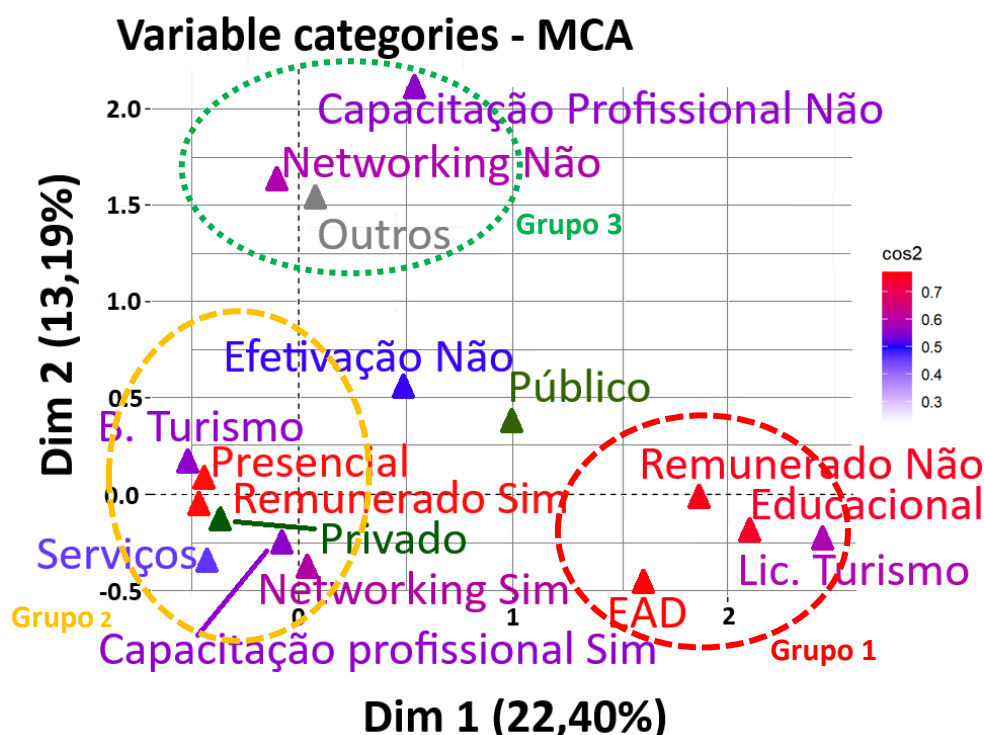 Variable categories - MCA
2.0
Capacitação Profissional Não
Networking Não
1.5
Outros
Grupo 3
cos2
0.7
0.6
0.5
0.4
0.3
Dim 2 (13,19%)
1.0
Efetivação Não
Público
0.5
B. Turismo
Presencial
Remunerado Não
0.0
Remunerado Sim
Educacional
Privado
Serviços
Lic. Turismo
-0.5
Networking Sim
EAD
Grupo 2
0
1
2
Capacitação profissional Sim
Grupo 1
Dim 1 (22,40%)